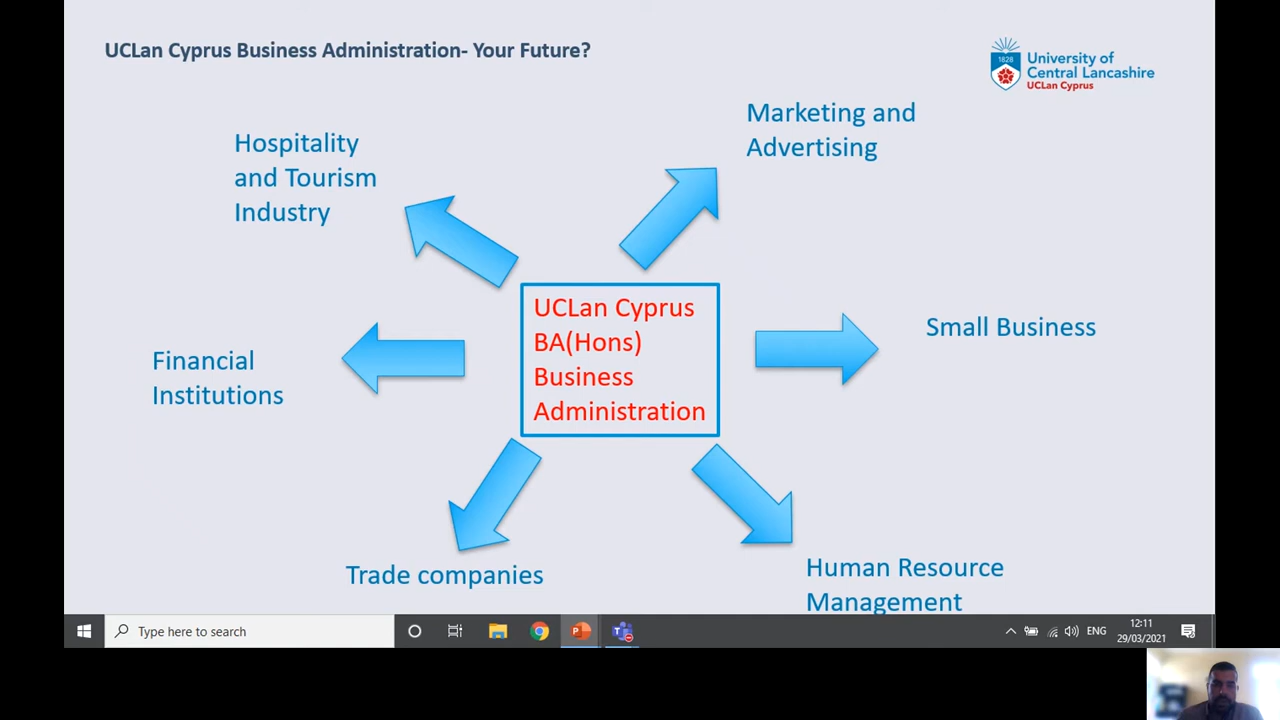 UCLan Cyprus Business Administration- Your Future?
1828
University of
Central Lancashire
UCLan Cyprus
Marketing and
Advertising
Hospitality
and Tourism
Industry
UCLan Cyprus
BA(Hons)
Business
Administration
Small Business
Financial
Institutions
Trade companies
Human Resource
Management
Type here to search
ENG
12:11
29/03/2021